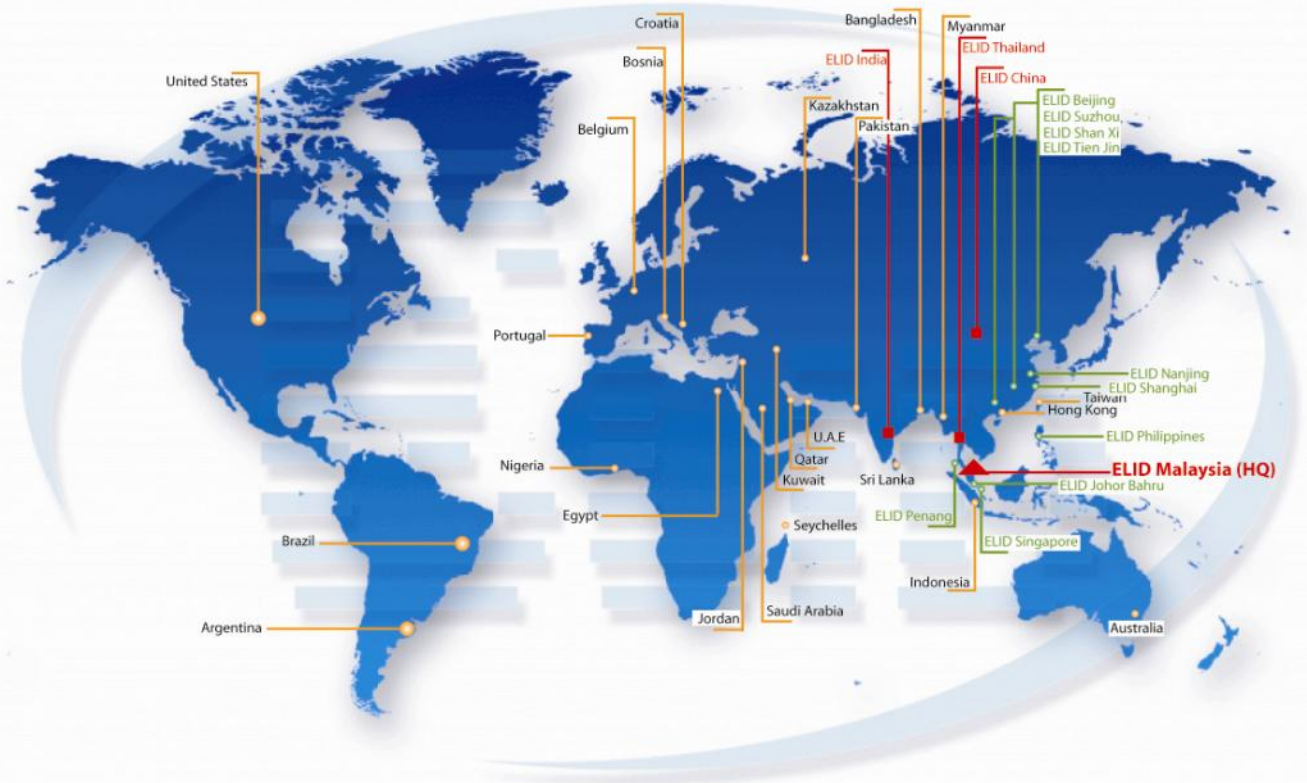 Croatia
Bangladesh
Myanmar
ELID Thailand
Bosnia
ELID India
United States
ELID China
Kazakhstan
ELID Beijing
ELID Suzhou
ELID Shan Xi
ELID Tien Jin
Belgium
Pakistan
Portugal
ELID Nanjing
ELID Shanghai
Taiwan
Hong Kong
U.A.E
ELID Philippines
Qatar
Nigeria
Kuwait
Sri Lanka
ELID Malaysia (HQ)
ELID Johor Bahru
Egypt
ELID Penang
Seychelles
Brazil
ELID Singapore
Indonesia
Saudi Arabia
Jordan
Argentina
Australia